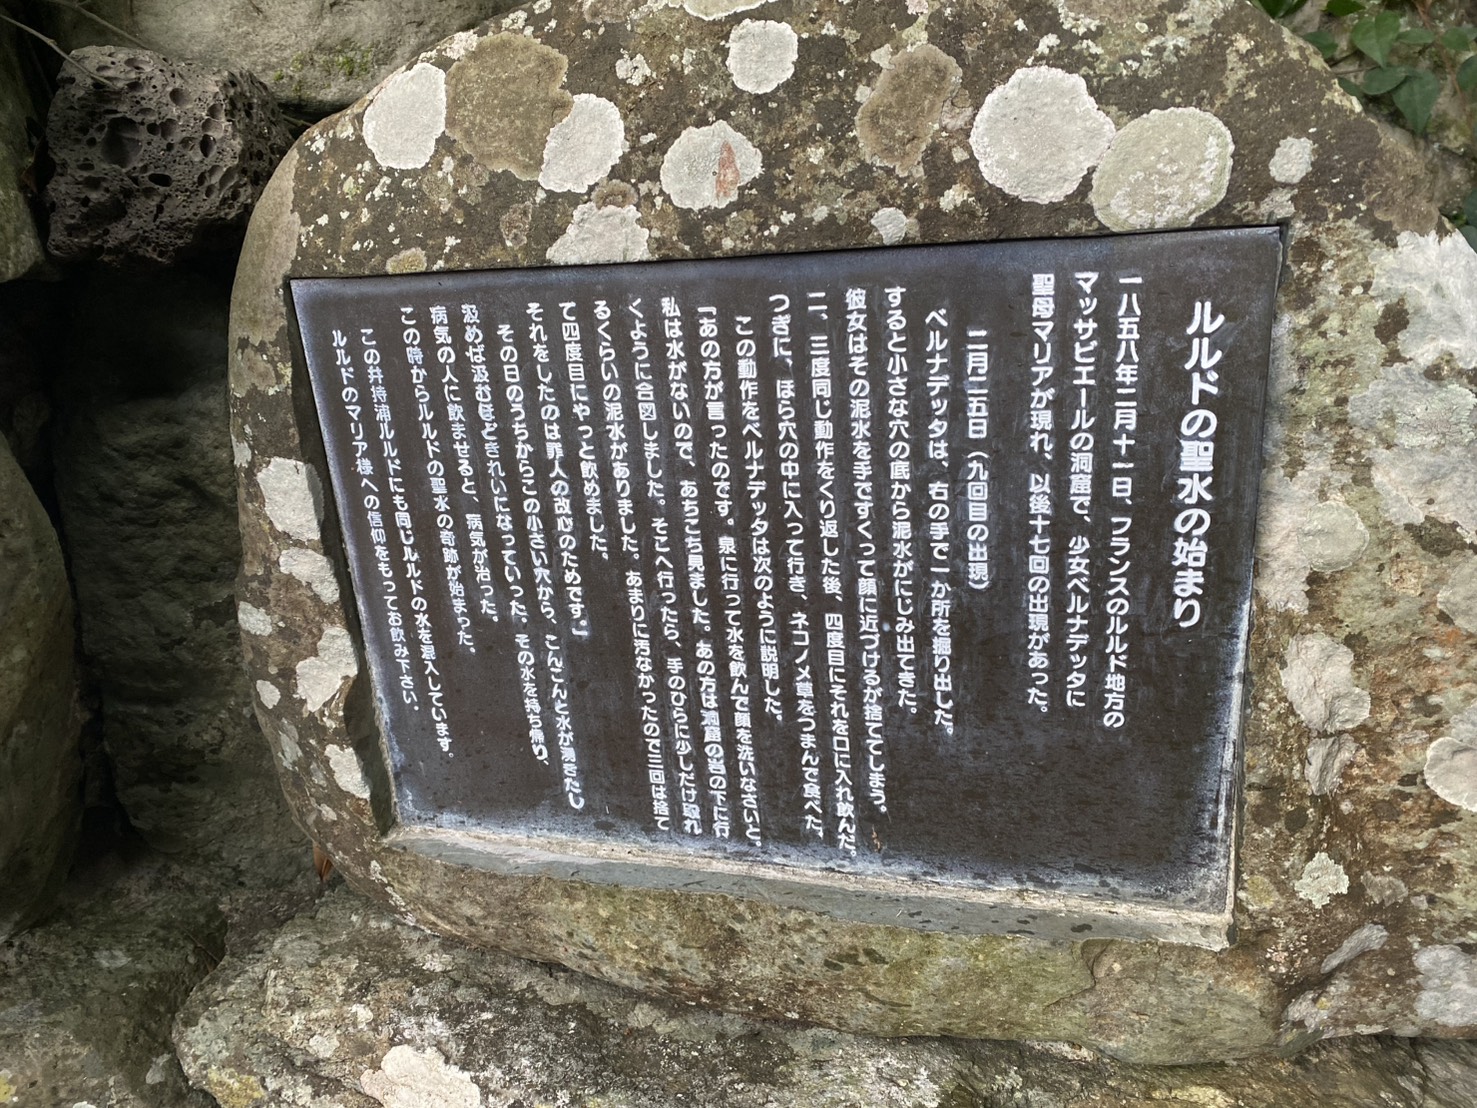 ルルドの聖水の始まり
一八五八年二月十一日、フランスのルルド地方の
マッサビエールの洞窟で、少女ベルナデッタに
聖母マリアが現れ、以後十七回の出現があった。
二月二五日（九回目の出現）
ベルナデッタは、右の手で一か所を掘り出した。
すると小さな穴の底から泥水がにじみ出てきた。
彼女はその泥水を手ですくって顔に近づけるが捨ててしまう。
二、三度同じ動作をくり返した後、四度目にそれを口に入れ飲んだ。
つぎに、ほら穴の中に入って行き、ネコノメ草をつまんで食べた。
この動作をベルナデッタは次のように説明した。
「あの方が言ったのです。泉に行って水を飲んで顔を洗いなさいと。
私は水がないので、あちこち見ました。あの方は洞窟の岩の下に行
くように合図しました。そこへ行ったら、手のひらに少しだけ取れ
るくらいの泥水がありました。あまりに汚なかったので三回は捨て
て四度目にやっと飲めました。
それをしたのは罪人の改心のためです。」
その日のうちからこの小さい穴から、こんこんと水が湧きだし
汲めば汲むほどきれいになっていった。その水を持ち帰り、
病気の人に飲ませると、病気が治った。
この時からルルドの聖水の奇跡が始まった。
この井持浦ルルドにも同じルルドの水を混入しています。
ルルドのマリア様への信仰をもってお飲み下さい。